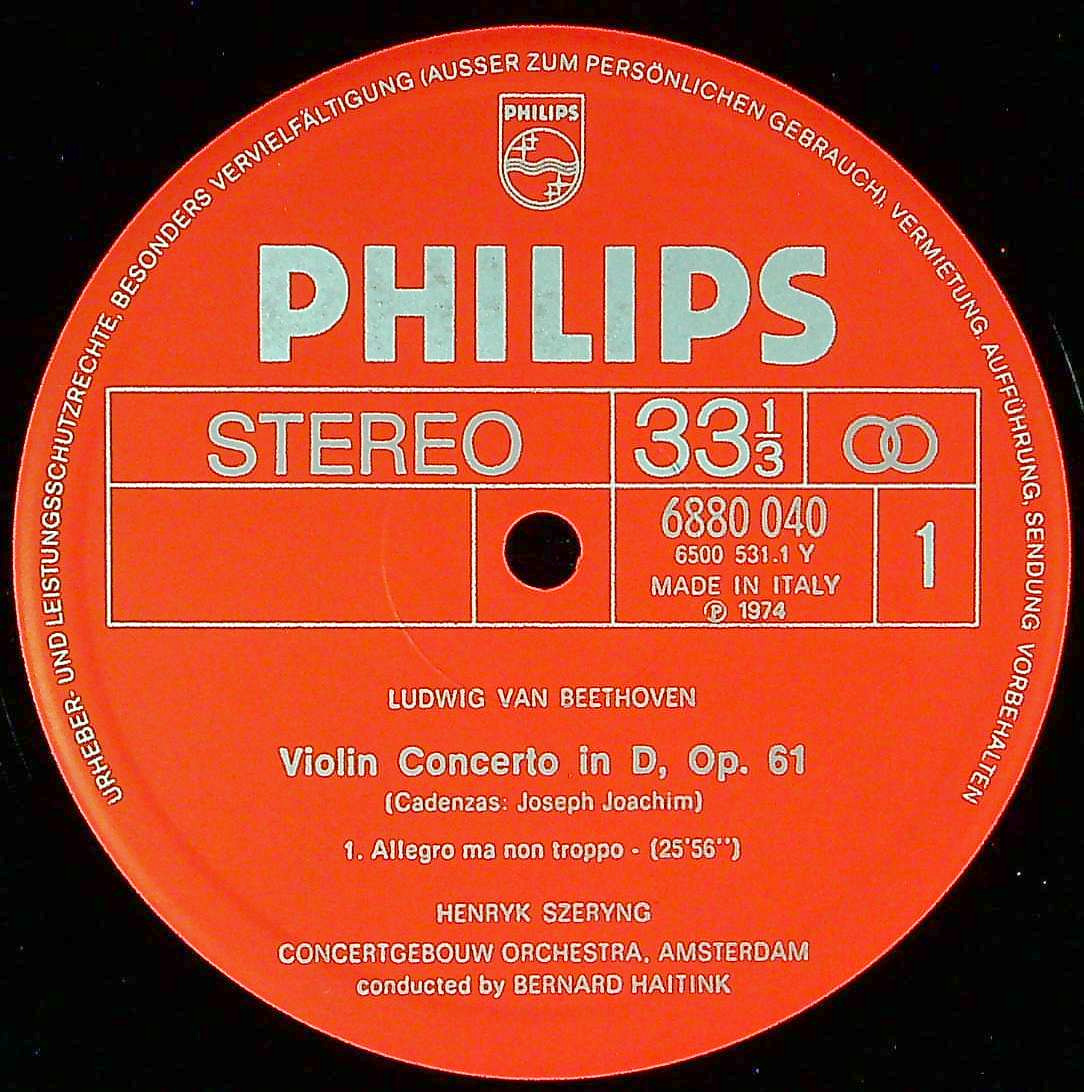 URHEBER- UND LEISTUNGSSCHUTZRECHTE, BESONDERS VERVIELFÄLTIGUNG (AUSSER ZUM PERSÖNLICHEN GEBRAUCH), VERMIETUNG, AUFFÜHRUNG, SENDUNG VORBEHALTEN
PHILIPS
PHILIPS
STEREO 33 1/3
6880 040
6500 531.1 Y
MADE IN ITALY
℗ 1974
1
LUDWIG VAN BEETHOVEN
Violin Concerto in D, Op. 61
(Cadenzas: Joseph Joachim)
1. Allegro ma non troppo - (25'56'')
HENRYK SZERYNG
CONCERTGEBOUW ORCHESTRA, AMSTERDAM
conducted by BERNARD HAITINK